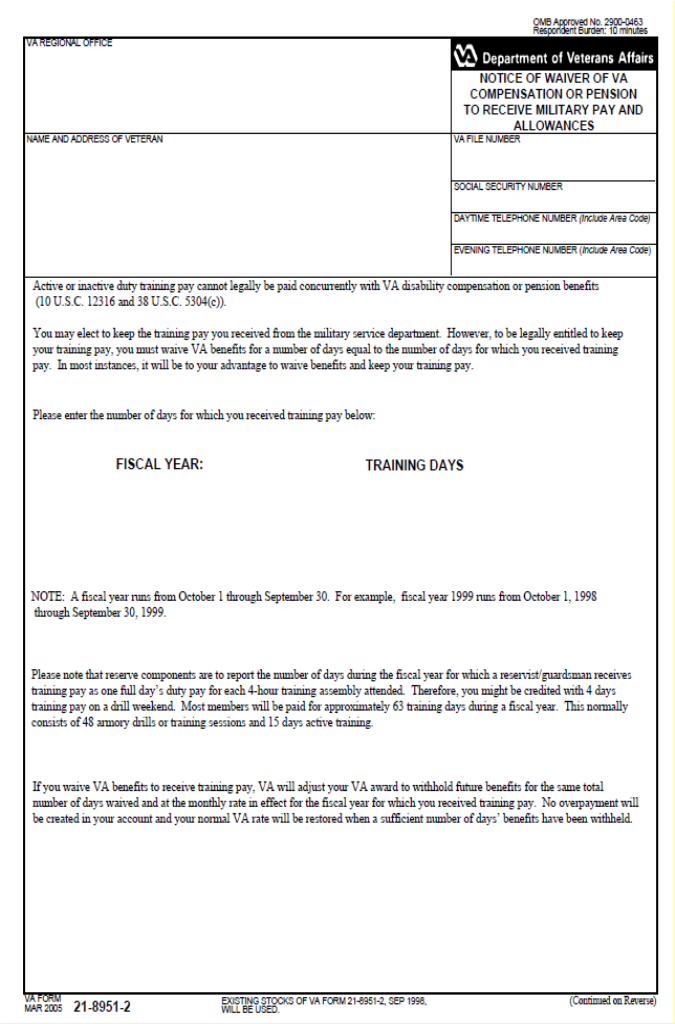 OMB Approved No. 2900-0463
Respondent Burden: 10 minutes
VA REGIONAL OFFICE
VA Department of Veterans Affairs
NOTICE OF WAIVER OF VA
COMPENSATION OR PENSION
TO RECEIVE MILITARY PAY AND
ALLOWANCES
NAME AND ADDRESS OF VETERAN
VA FILE NUMBER
SOCIAL SECURITY NUMBER
DAYTIME TELEPHONE NUMBER (Include Area Code)
EVENING TELEPHONE NUMBER (Include Area Code)
Active or inactive duty training pay cannot legally be paid concurrently with VA disability compensation or pension benefits
(10 U.S.C. 12316 and 38 U.S.C. 5304(c)).
You may elect to keep the training pay you received from the military service department. However, to be legally entitled to keep
your training pay, you must waive VA benefits for a number of days equal to the number of days for which you received training
pay. In most instances, it will be to your advantage to waive benefits and keep your training pay.
Please enter the number of days for which you received training pay below:
FISCAL YEAR: TRAINING DAYS
NOTE: A fiscal year runs from October 1 through September 30. For example, fiscal year 1999 runs from October 1, 1998
through September 30, 1999.
Please note that reserve components are to report the number of days during the fiscal year for which a reservist/guardsman receives
training pay as one full day's duty pay for each 4-hour training assembly attended. Therefore, you might be credited with 4 days
training pay on a drill weekend. Most members will be paid for approximately 63 training days during a fiscal year. This normally
consists of 48 armory drills or training sessions and 15 days active training.
If you waive VA benefits to receive training pay, VA will adjust your VA award to withhold future benefits for the same total
number of days waived and at the monthly rate in effect for the fiscal year for which you received training pay. No overpayment will
be created in your account and your normal VA rate will be restored when a sufficient number of days' benefits have been withheld.
VA FORM
MAR 2005 21-8951-2
EXISTING STOCKS OF VA FORM 21-8951-2, SEP 1998,
WILL BE USED.
(Continued on Reverse)